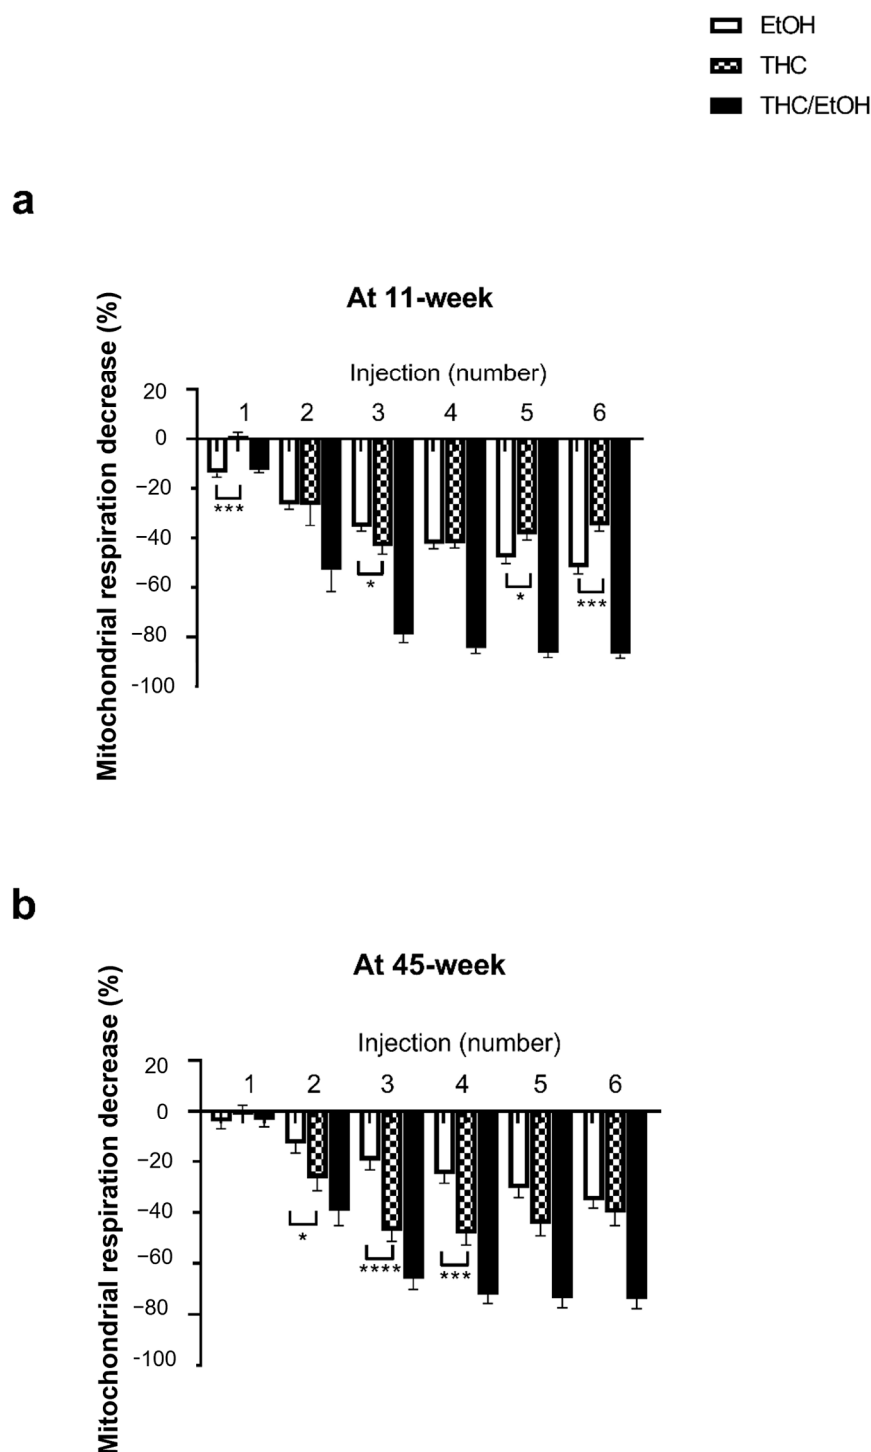 EtOH
THC
THC/EtOH
a
At 11-week
Injection (number)
Mitochondrial respiration decrease (%)
20
1 2 3 4 5 6
0
−20
***
−40
−60
* * ***
−80
-100
b
At 45-week
Injection (number)
Mitochondrial respiration decrease (%)
20
1 2 3 4 5 6
0
−20
−40
*
−60
**** ***
−80
-100